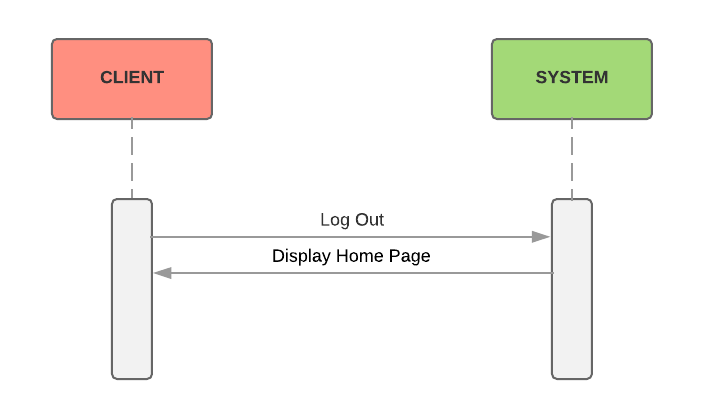 CLIENT
SYSTEM
Log Out
Display Home Page